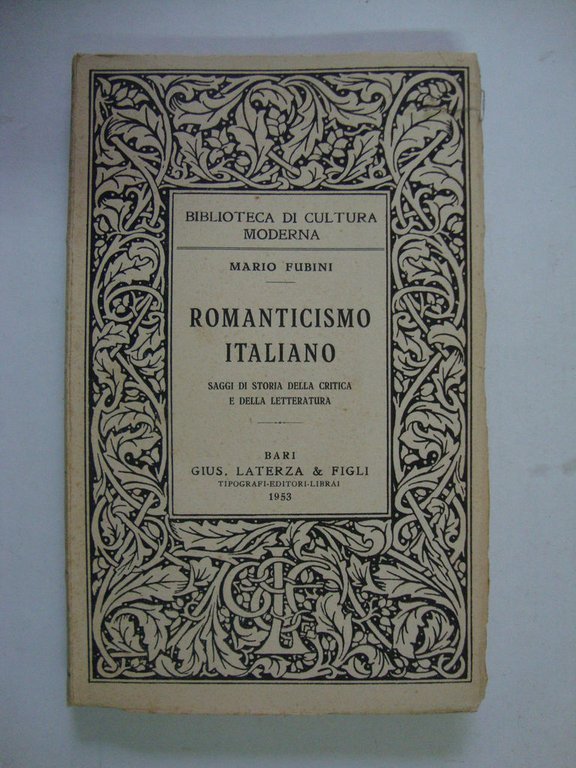 BIBLIOTECA DI CULTURA
MODERNA
MARIO FUBINI
ROMANTICISMO
ITALIANO
SAGGI DI STORIA DELLA CRITICA
E DELLA LETTERATURA
BARI
GIUS. LATERZA & FIGLI
TIPOGRAFI-EDITORI-LIBRAI
1953